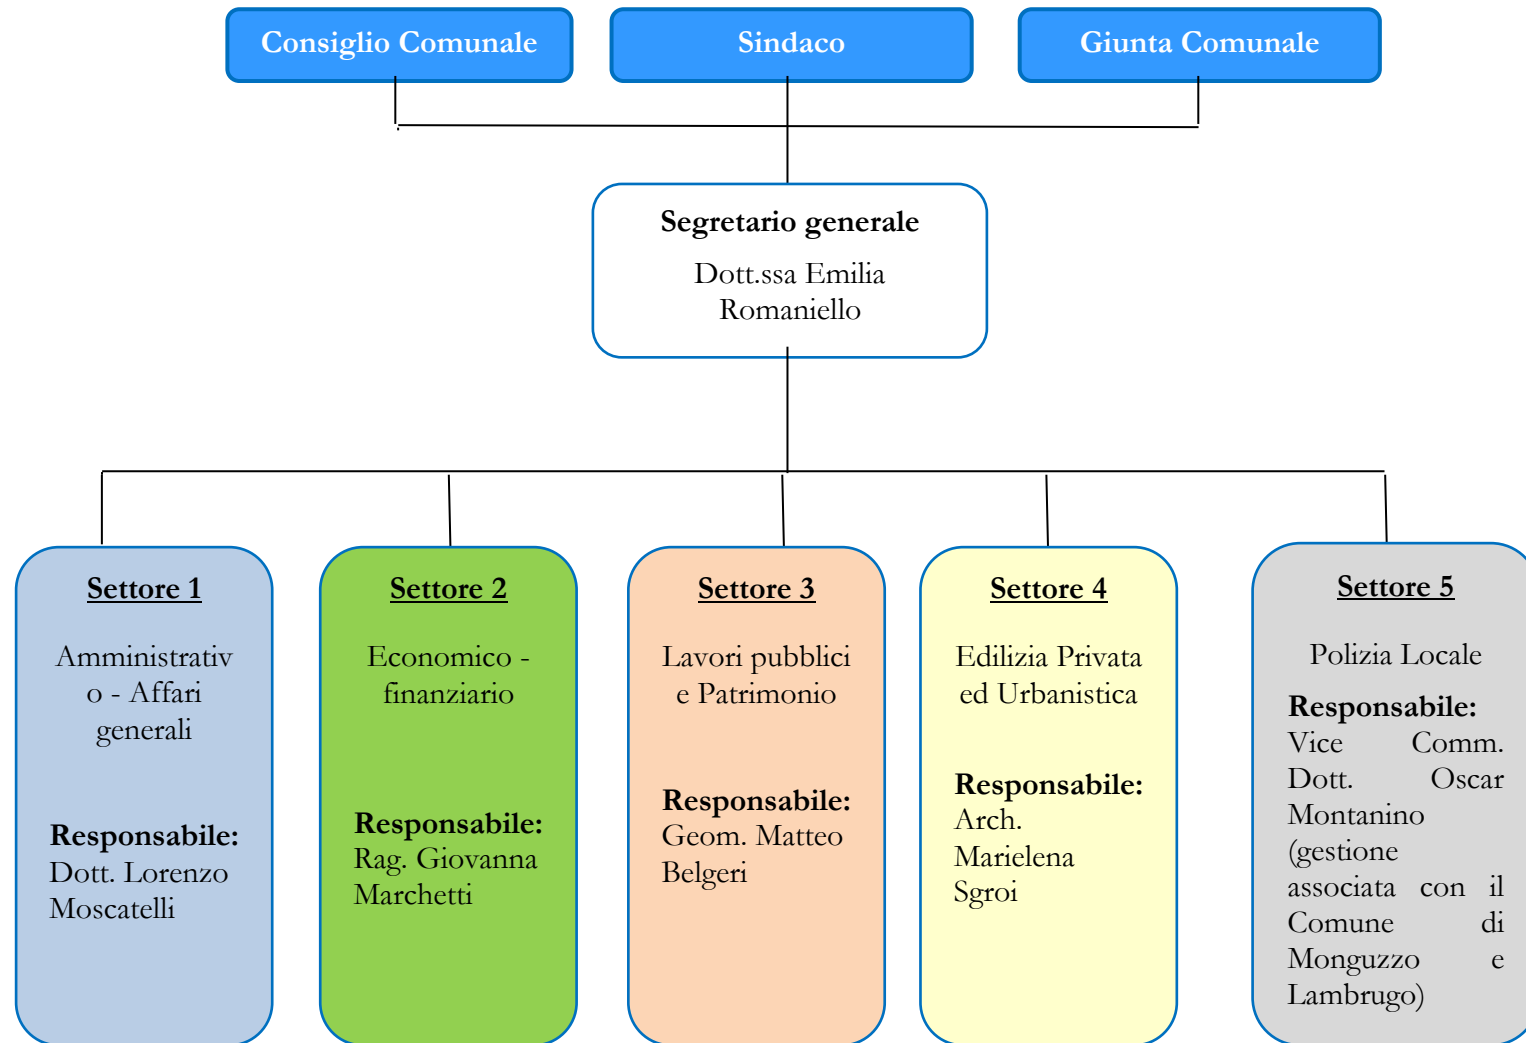 Consiglio Comunale
Sindaco
Giunta Comunale
Segretario generale
Dott.ssa Emilia
Romaniello
Settore 1
Amministrativ
o - Affari
generali
Responsabile:
Dott. Lorenzo
Moscatelli
Settore 2
Economico -
finanziario
Responsabile:
Rag. Giovanna
Marchetti
Settore 3
Lavori pubblici
e Patrimonio
Responsabile:
Geom. Matteo
Belgeri
Settore 4
Edilizia Privata
ed Urbanistica
Responsabile:
Arch.
Marielena
Sgroi
Settore 5
Polizia Locale
Responsabile:
Vice Comm.
Dott. Oscar
Montanino
(gestione
associata con il
Comune di
Monguzzo e
Lambrugo)